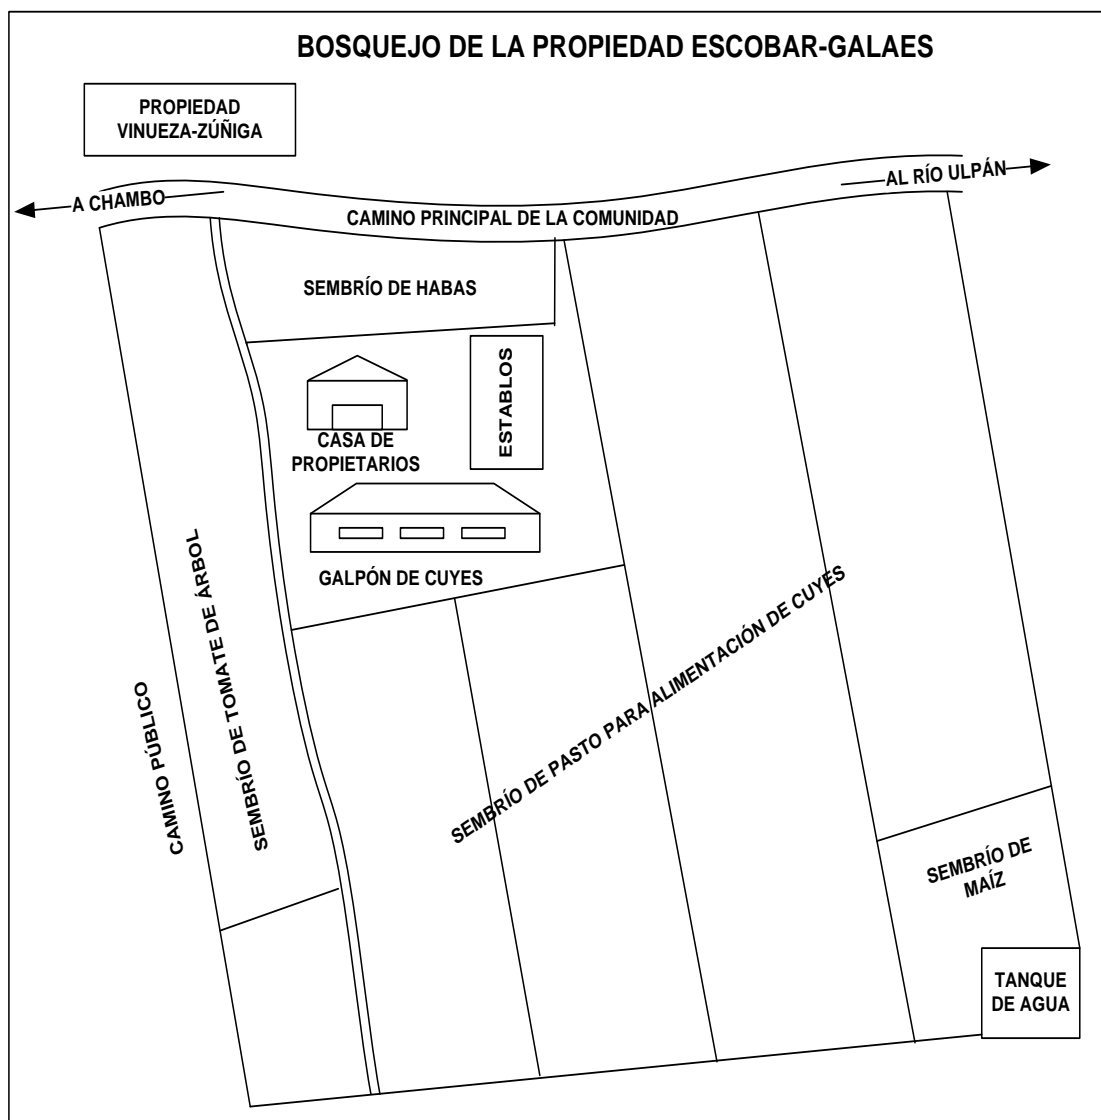 BOSQUEJO DE LA PROPIEDAD ESCOBAR-GALAES
PROPIEDAD
VINUEZA-ZÚÑIGA
A CHAMBO
AL RÍO ULPÁN
CAMINO PRINCIPAL DE LA COMUNIDAD
SEMBRÍO DE HABAS
ESTABLOS
CASA DE
PROPIETARIOS
GALPÓN DE CUYES
SEMBRÍO DE TOMATE DE ÁRBOL
CAMINO PÚBLICO
SEMBRÍO DE PASTO PARA ALIMENTACIÓN DE CUYES
SEMBRÍO DE
MAÍZ
TANQUE
DE AGUA